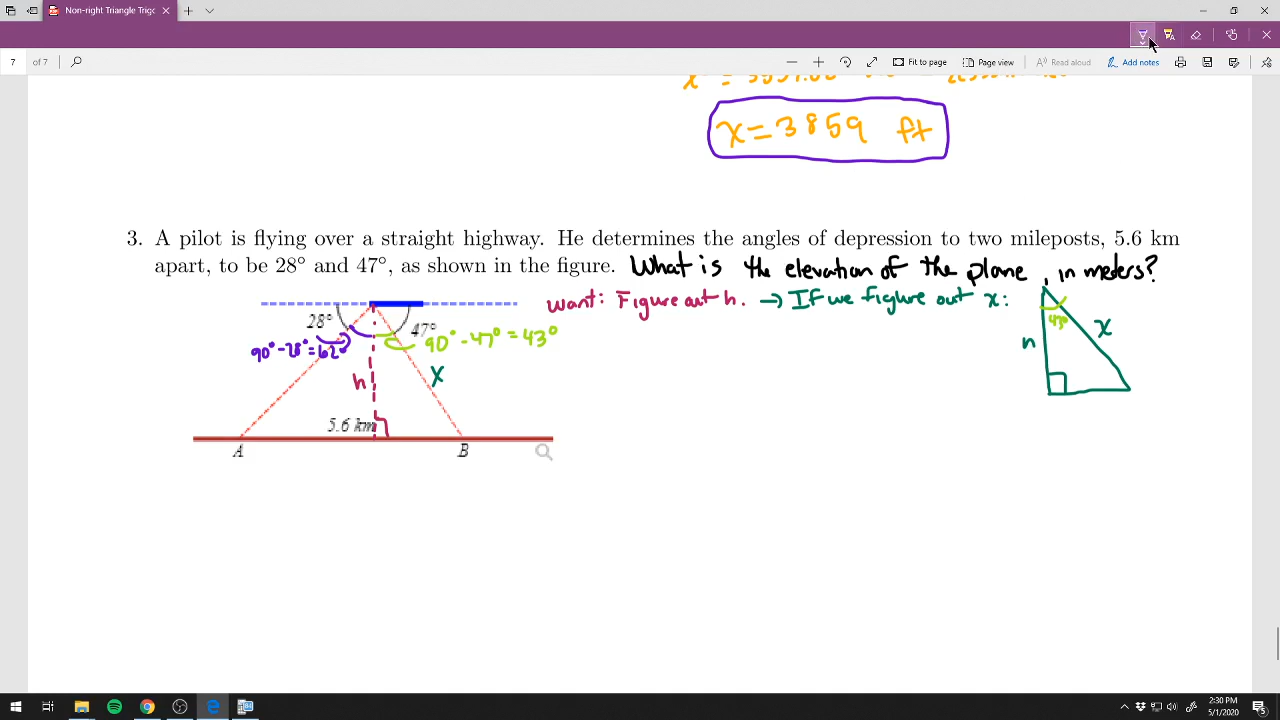 Non-right Triangle Trig
7 of 7
Fit to page
Page view
Read aloud
Add notes
x = 3859 ft
3. A pilot is flying over a straight highway. He determines the angles of depression to two mileposts, 5.6 km
apart, to be 28° and 47°, as shown in the figure. What is the elevation of the plane, in meters?
Want: Figure out h. → If we figure out x:
28°
47°
90°-28°=62°
90°-47°=43°
h
x
5.6 km
A
B
43°
h
x
2:30 PM
5/1/2020